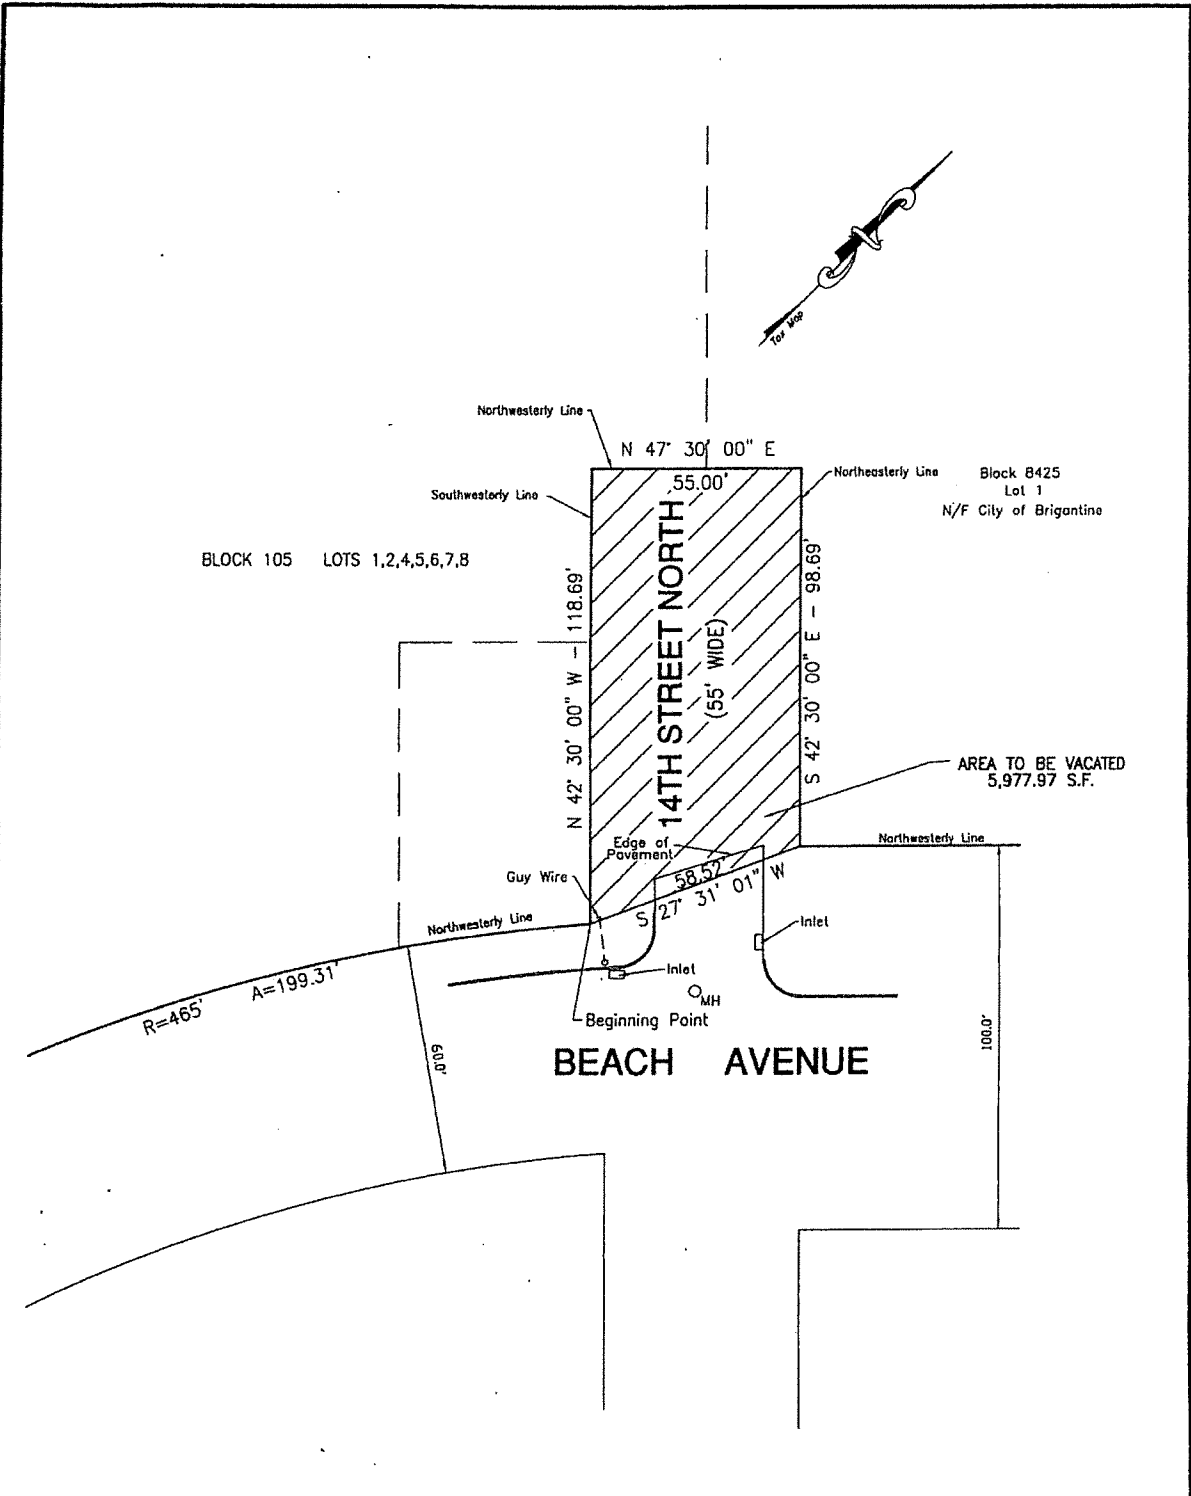 Tax Map
Northwesterly Line
N 47° 30' 00" E
55.00'
Northeasterly Line
Block 8425
Lot 1
N/F City of Brigantine
Southwesterly Line
BLOCK 105 LOTS 1,2,4,5,6,7,8
N 42° 30' 00" W - 118.69'
14TH STREET NORTH
(55' WIDE)
S 42° 30' 00" E - 98.69'
AREA TO BE VACATED
5,977.97 S.F.
Edge of
Pavement
Northwesterly Line
58.52'
S 27° 31' 01" W
Guy Wire
Northwesterly Line
Inlet
Inlet
A=199.31'
R=465'
MH
Beginning Point
60.0'
100.0'
BEACH AVENUE